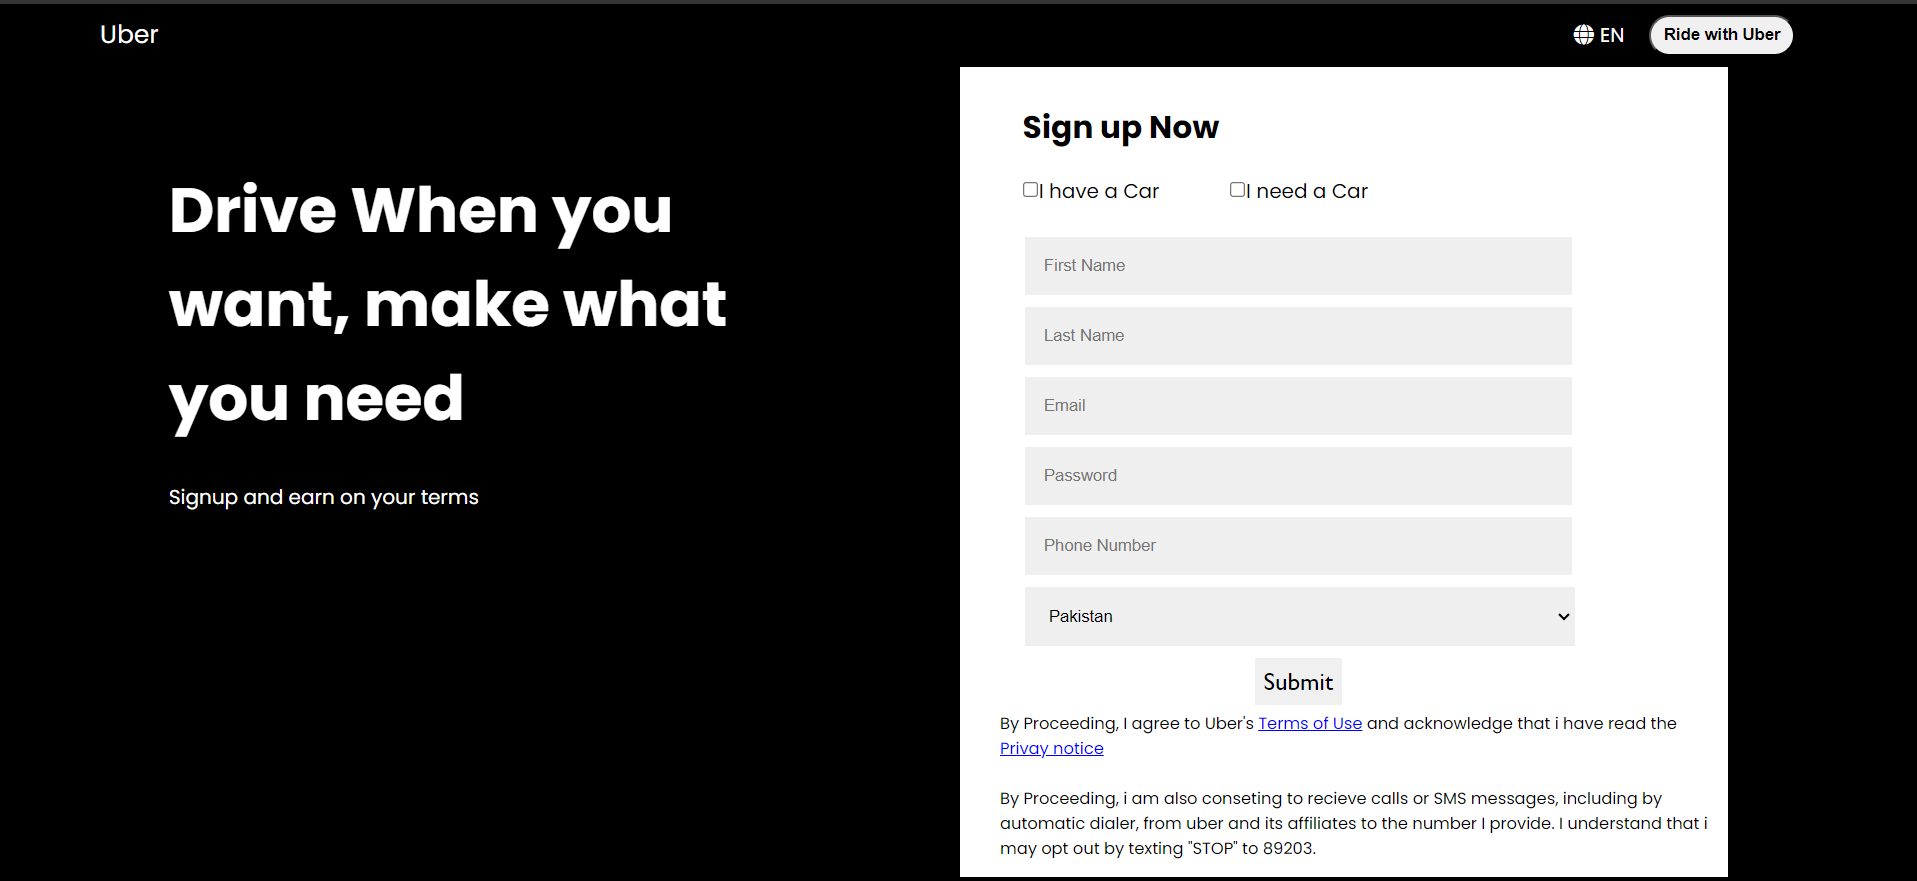 Uber
EN
Ride with Uber
Drive When you
want, make what
you need
Signup and earn on your terms
Sign up Now
I have a Car
I need a Car
First Name
Last Name
Email
Password
Phone Number
Pakistan
Submit
By Proceeding, I agree to Uber's Terms of Use and acknowledge that i have read the
Privay notice
By Proceeding, i am also conseting to recieve calls or SMS messages, including by
automatic dialer, from uber and its affiliates to the number I provide. I understand that i
may opt out by texting "STOP" to 89203.